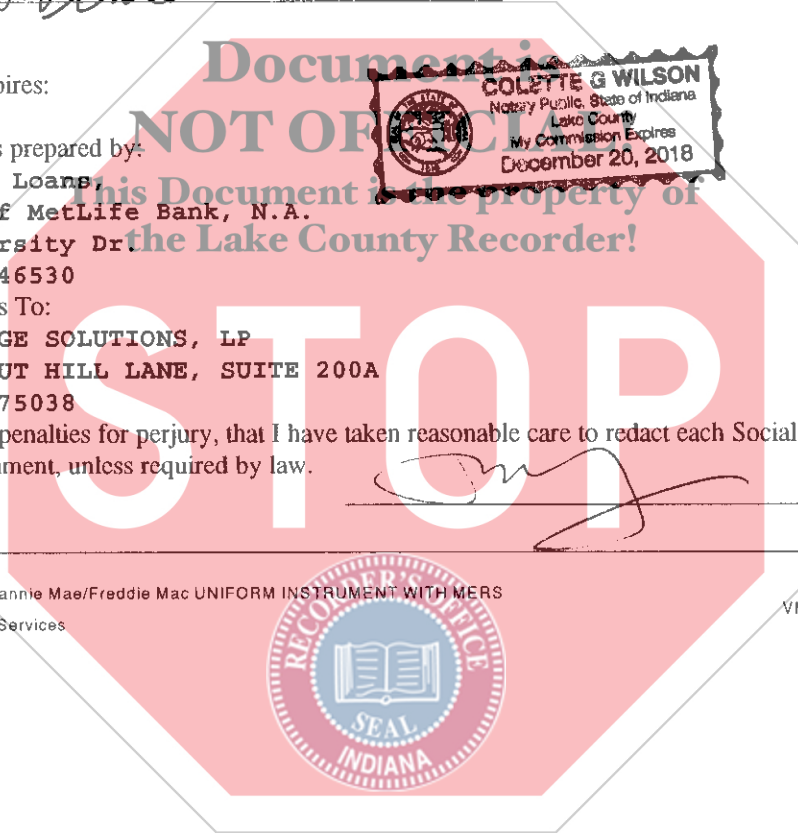 Document is
COLETTE G WILSON
Notary Public, State of Indiana
Lake County
My Commission Expires
December 20, 2018
pires:
NOT OFFICIAL!
s prepared by:
Loans,
This Document is the property of
f MetLife Bank, N.A.
rsity Dr.
the Lake County Recorder!
46530
s To:
GE SOLUTIONS, LP
UT HILL LANE, SUITE 200A
75038
penalties for perjury, that I have taken reasonable care to redact each Social
ument, unless required by law.
STOP
annie Mae/Freddie Mac UNIFORM INSTRUMENT WITH MERS
Services
VM
RECORDER'S OFFICE
SEAL
INDIANA